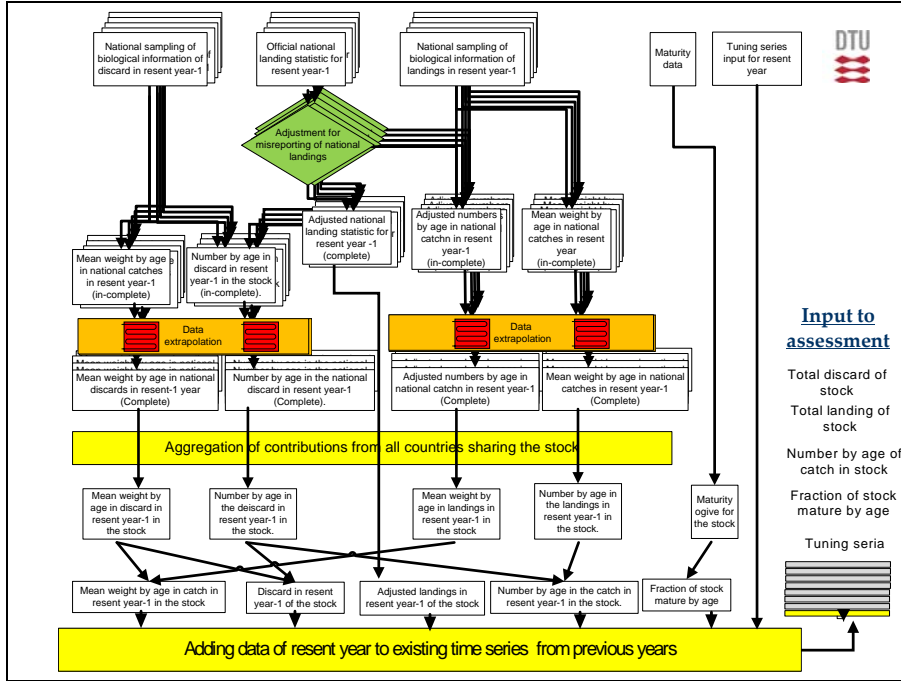 National sampling of
biological information of
discard in resent year-1
Official national
landing statistic for
resent year-1
National sampling of
biological information of
landings in resent year-1
Maturity
data
Tuning series
input for resent
year
DTU
Adjustment for
misreporting of national
landings
Mean weight by age
in national catches
in resent year-1
(in-complete)
Number by age in
discard in resent
year-1 in the stock
(in-complete).
Adjusted national
landing statistic for
resent year -1
(complete)
Adjusted numbers
by age in national
catchn in resent
year-1
(in-complete)
Mean weight by
age in national
catches in resent
year
(in-complete)
Data
extrapolation
Data
extrapolation
Mean weight by age in national
discards in resent-1 year
(Complete)
Number by age in the national
discard in resent year-1
(Complete).
Adjusted numbers by age in
national catchn in resent year-1
(Complete)
Mean weight by age in national
catches in resent year-1
(Complete)
Input to
assessment
Total discard of
stock
Total landing of
stock
Number by age of
catch in stock
Fraction of stock
mature by age
Tuning seria
Aggregation of contributions from all countries sharing the stock
Mean weight by
age in discard in
resent year-1 in
the stock
Number by age in
the deiscard in
resent year-1 in
the stock.
Mean weight by
age in landings in
resent year-1 in
the stock
Number by age in
the landings in
resent year-1 in
the stock.
Maturity
ogive for
the stock
Mean weight by age in catch in
resent year-1 in the stock
Discard in resent
year-1 of the stock
Adjusted landings in
resent year-1 of the stock
Number by age in the catch in
resent year-1 in the stock.
Fraction of stock
mature by age
Adding data of resent year to existing time series from previous years